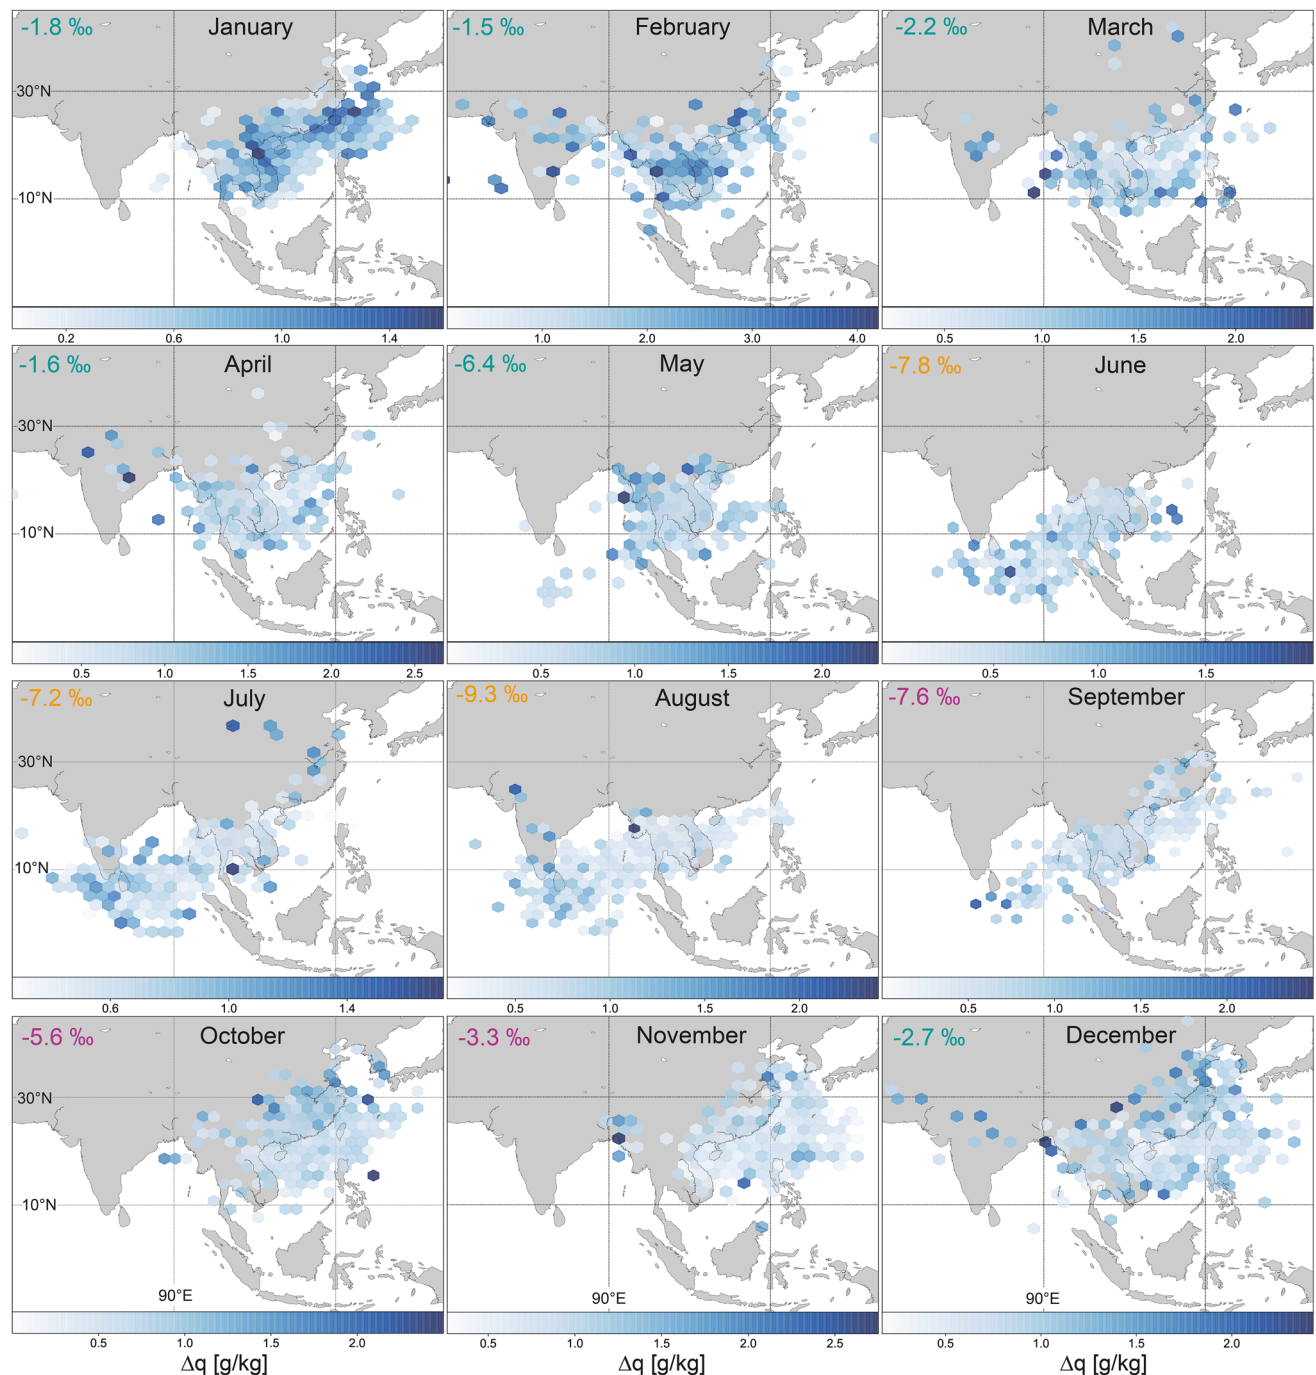 -1.8 ‰ January
-1.5 ‰ February
-2.2 ‰ March
30°N
10°N
0.2 0.6 1.0 1.4
1.0 2.0 3.0 4.0
0.5 1.0 1.5 2.0
-1.6 ‰ April
-6.4 ‰ May
-7.8 ‰ June
30°N
10°N
0.5 1.0 1.5 2.0 2.5
0.5 1.0 1.5 2.0
0.5 1.0 1.5
-7.2 ‰ July
-9.3 ‰ August
-7.6 ‰ September
30°N
10°N
0.6 1.0 1.4
0.5 1.0 1.5 2.0
0.5 1.0 1.5 2.0
-5.6 ‰ October
-3.3 ‰ November
-2.7 ‰ December
30°N
10°N
90°E
90°E
90°E
0.5 1.0 1.5 2.0
0.5 1.0 1.5 2.0 2.5
0.5 1.0 1.5 2.0
Δq [g/kg]
Δq [g/kg]
Δq [g/kg]